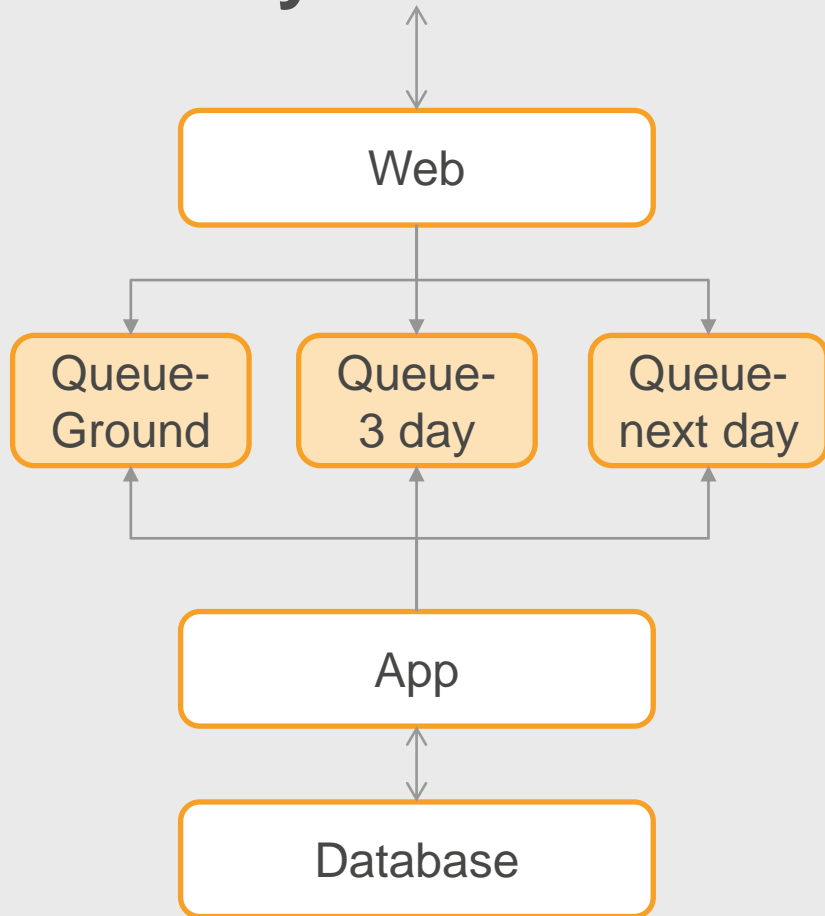 Web
Queue-
Ground
Queue-
3 day
Queue-
next day
App
Database